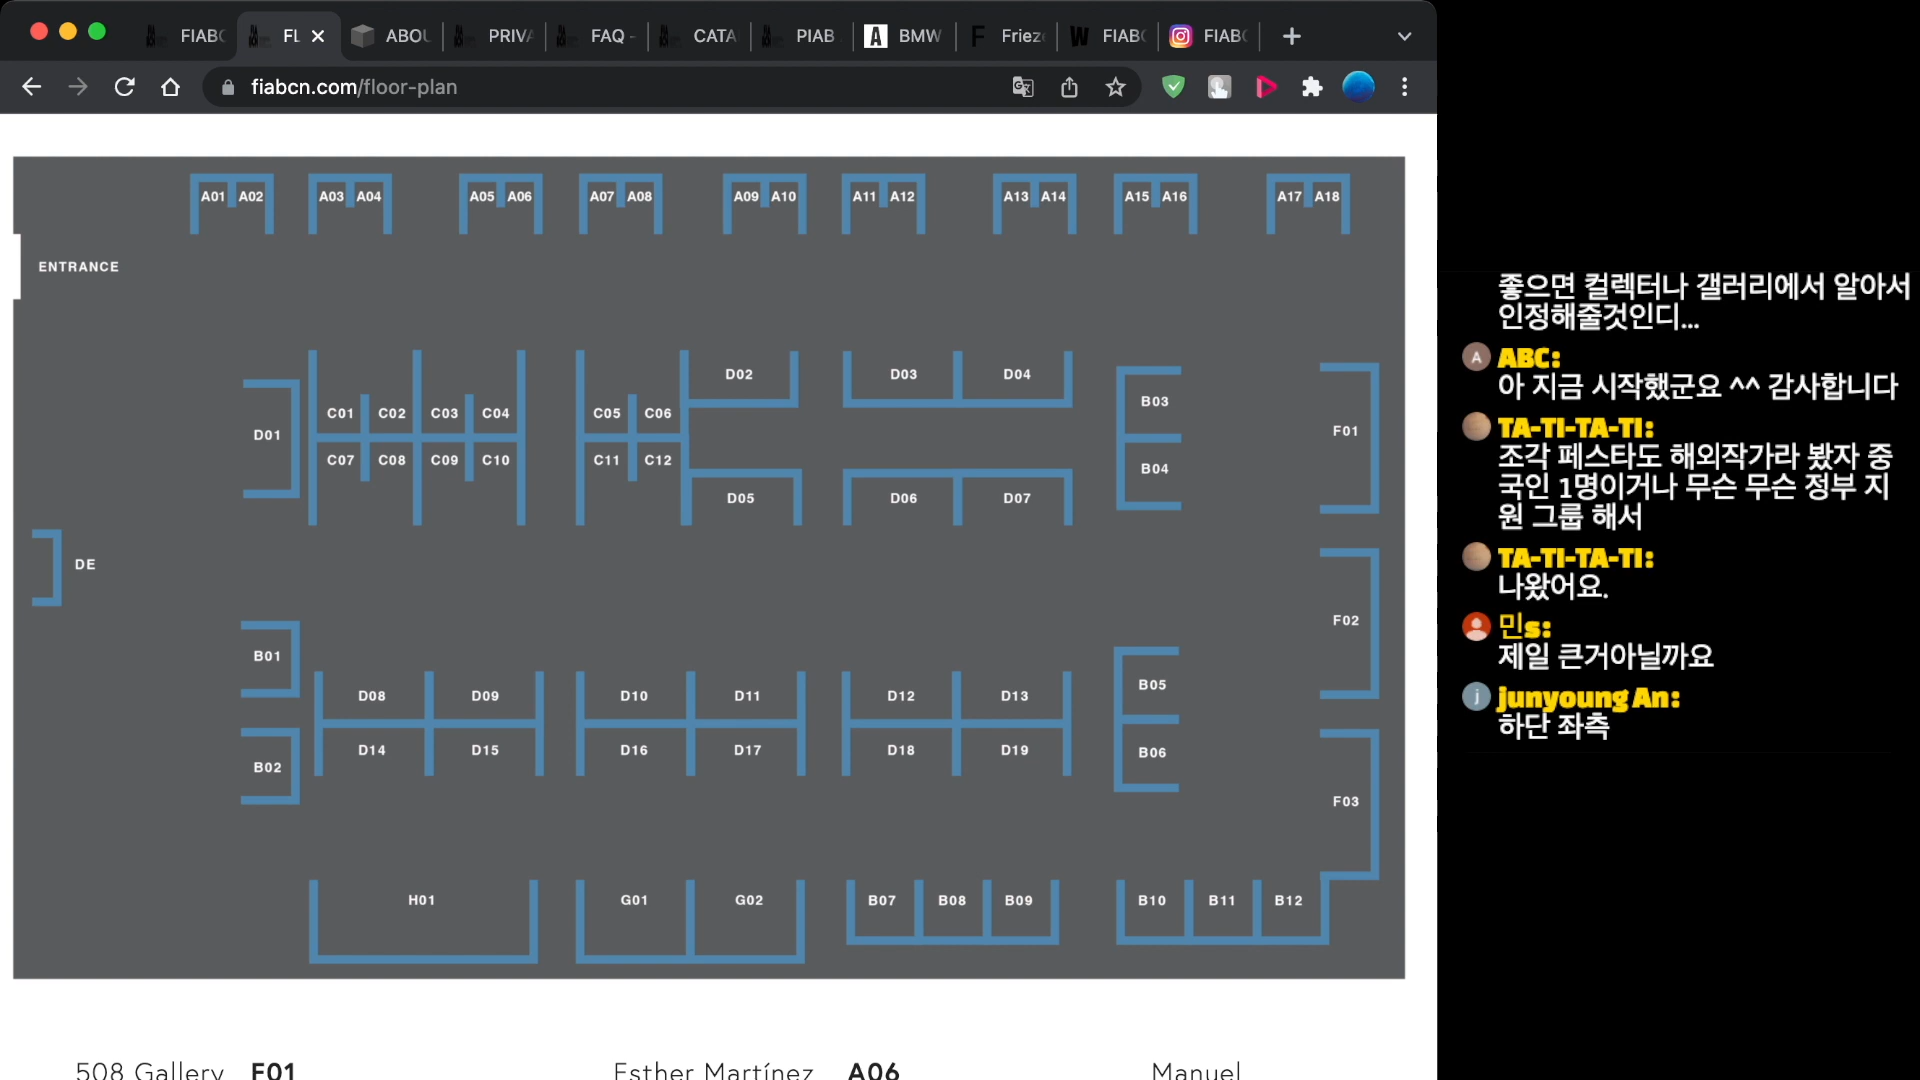 FIABC
FL
ABOU
PRIVA
FAQ -
CATA
PIAB
BMW
Frieze
FIABC
FIABC
fiabcn.com/floor-plan
A01 A02 A03 A04 A05 A06 A07 A08 A09 A10 A11 A12 A13 A14 A15 A16 A17 A18
ENTRANCE
D02 D03 D04
B03
C01 C02 C03 C04 C05 C06
D01 F01
C07 C08 C09 C10 C11 C12
B04
D05 D06 D07
DE
F02
B01
B05
D08 D09 D10 D11 D12 D13
D14 D15 D16 D17 D18 D19
B06
B02
F03
H01 G01 G02 B07 B08 B09 B10 B11 B12
508 Gallery F01
Esther Martínez A06
Manuel
좋으면 컬렉터나 갤러리에서 알아서
인정해줄것인디...
A ABC:
아 지금 시작했군요 ^^ 감사합니다
TA-TI-TA-TI:
조각 페스타도 해외작가라 봤자 중
국인 1명이거나 무슨 무슨 정부 지
원 그룹 해서
TA-TI-TA-TI:
나왔어요.
민s:
제일 큰거아닐까요
j junyoung An:
하단 좌측